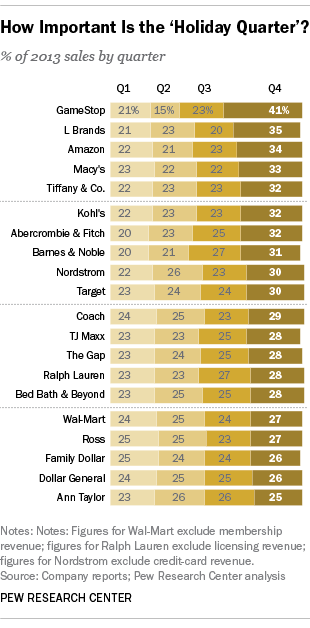 How Important Is the ‘Holiday Quarter’?
% of 2013 sales by quarter
Q1 Q2 Q3 Q4
GameStop 21% 15% 23% 41%
L Brands 21 23 20 35
Amazon 22 21 23 34
Macy's 23 22 22 33
Tiffany & Co. 22 23 23 32
Kohl's 22 23 23 32
Abercrombie & Fitch 20 23 25 32
Barnes & Noble 20 21 27 31
Nordstrom 22 26 23 30
Target 23 24 24 30
Coach 24 25 23 29
TJ Maxx 23 23 25 28
The Gap 23 24 25 28
Ralph Lauren 23 23 27 28
Bed Bath & Beyond 23 25 25 28
Wal-Mart 24 25 24 27
Ross 25 25 23 27
Family Dollar 25 24 24 26
Dollar General 24 25 25 26
Ann Taylor 23 26 26 25
Notes: Notes: Figures for Wal-Mart exclude membership
revenue; figures for Ralph Lauren exclude licensing revenue;
figures for Nordstrom exclude credit-card revenue.
Source: Company reports; Pew Research Center analysis
PEW RESEARCH CENTER